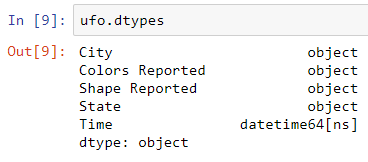 In [9]: ufo.dtypes
Out[9]: City object
Colors Reported object
Shape Reported object
State object
Time datetime64[ns]
dtype: object